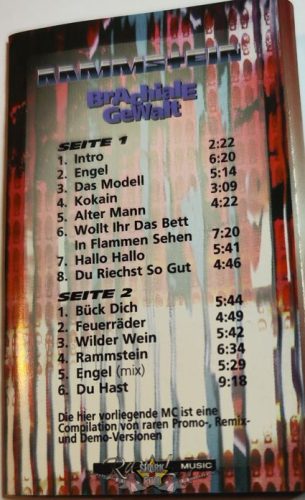 RAMMSTEIN
BrAchialE
GeWalt
SEITE 1
1. Intro 2:22
2. Engel 6:20
3. Das Modell 5:14
4. Kokain 3:09
5. Alter Mann 4:22
6. Wollt Ihr Das Bett
In Flammen Sehen 7:20
7. Hallo Hallo 5:41
8. Du Riechst So Gut 4:46
SEITE 2
1. Bück Dich 5:44
2. Feuerräder 4:49
3. Wilder Wein 5:42
4. Rammstein 6:34
5. Engel (mix) 5:29
6. Du Hast 9:18
Die hier vorliegende MC ist eine
Compilation von raren Promo-, Remix-
und Demo-Versionen
MUSIC